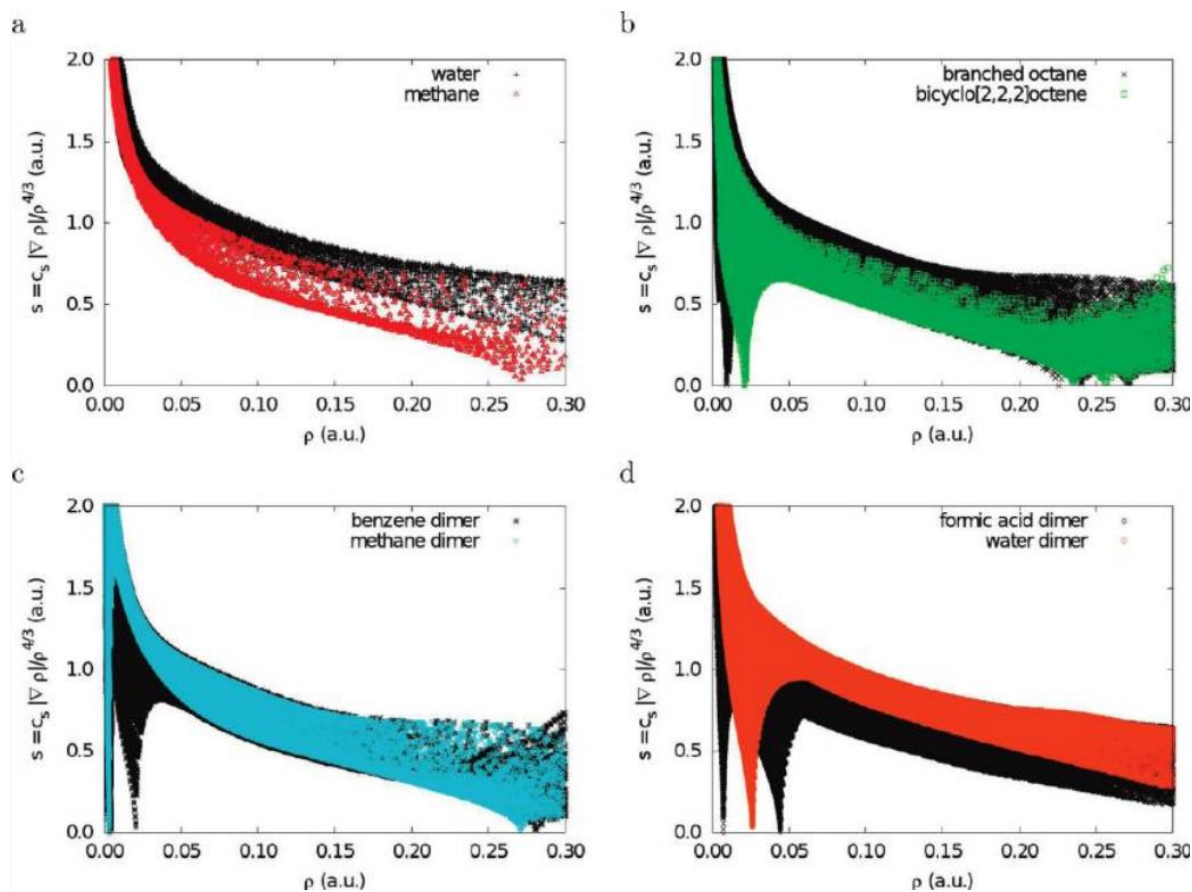 a
2.0
1.5
1.0
0.5
0.0
s = cₛ |∇ ρ|/ρ^4/3 (a.u.)
water
methane
0.00 0.05 0.10 0.15 0.20 0.25 0.30
ρ (a.u.)
b
2.0
1.5
1.0
0.5
0.0
s = cₛ |∇ ρ|/ρ^4/3 (a.u.)
branched octane
bicyclo[2,2,2]octene
0.00 0.05 0.10 0.15 0.20 0.25 0.30
ρ (a.u.)
c
2.0
1.5
1.0
0.5
0.0
s = cₛ |∇ ρ|/ρ^4/3 (a.u.)
benzene dimer
methane dimer
0.00 0.05 0.10 0.15 0.20 0.25 0.30
ρ (a.u.)
d
2.0
1.5
1.0
0.5
0.0
s = cₛ |∇ ρ|/ρ^4/3 (a.u.)
formic acid dimer
water dimer
0.00 0.05 0.10 0.15 0.20 0.25 0.30
ρ (a.u.)